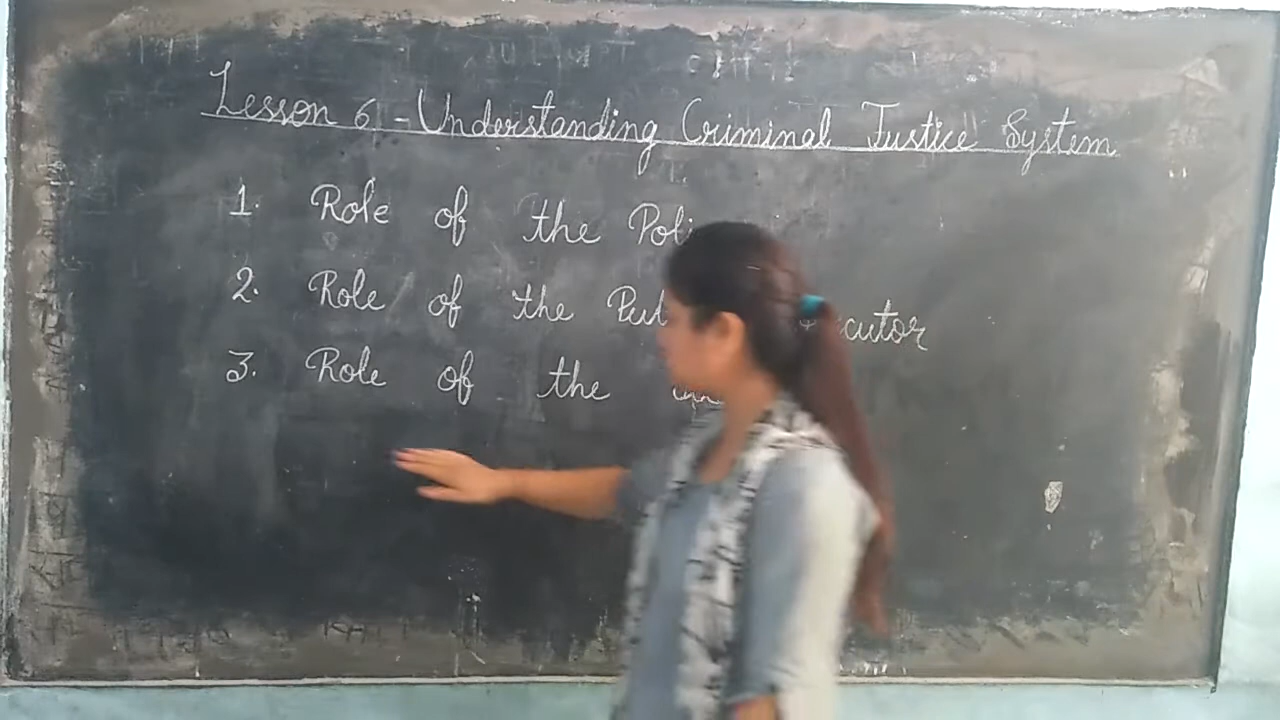 Lesson 6 - Understanding Criminal Justice System
1. Role of the
2. Role of the
3. Role of the